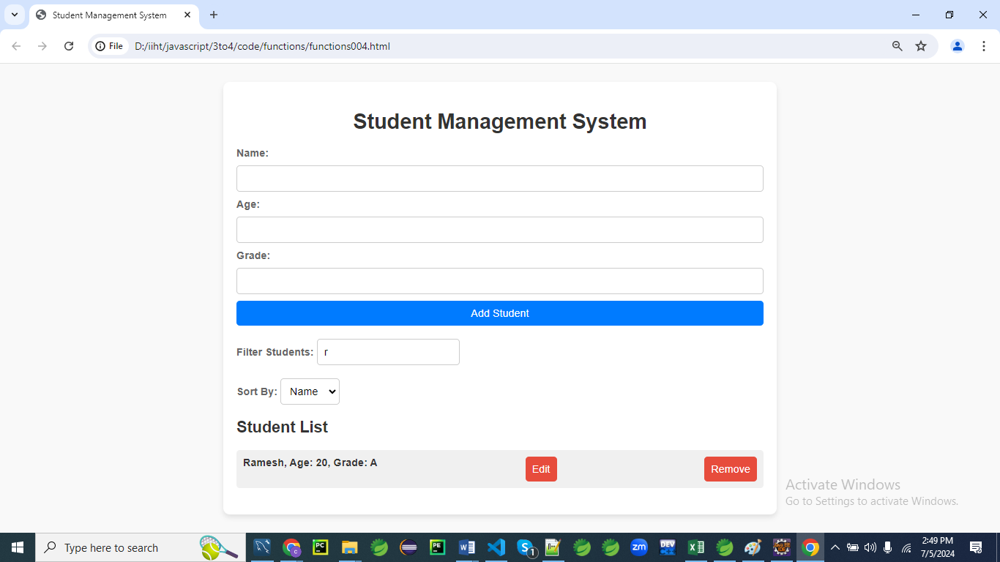 Student Management System
File D:/iiht/javascript/3to4/code/functions/functions004.html
Student Management System
Name:
Age:
Grade:
Add Student
Filter Students: r
Sort By: Name
Student List
Ramesh, Age: 20, Grade: A Edit Remove
Activate Windows
Go to Settings to activate Windows.
Type here to search
PC
PE
W
S 1
zm
DEV
X
G
2:49 PM
7/5/2024